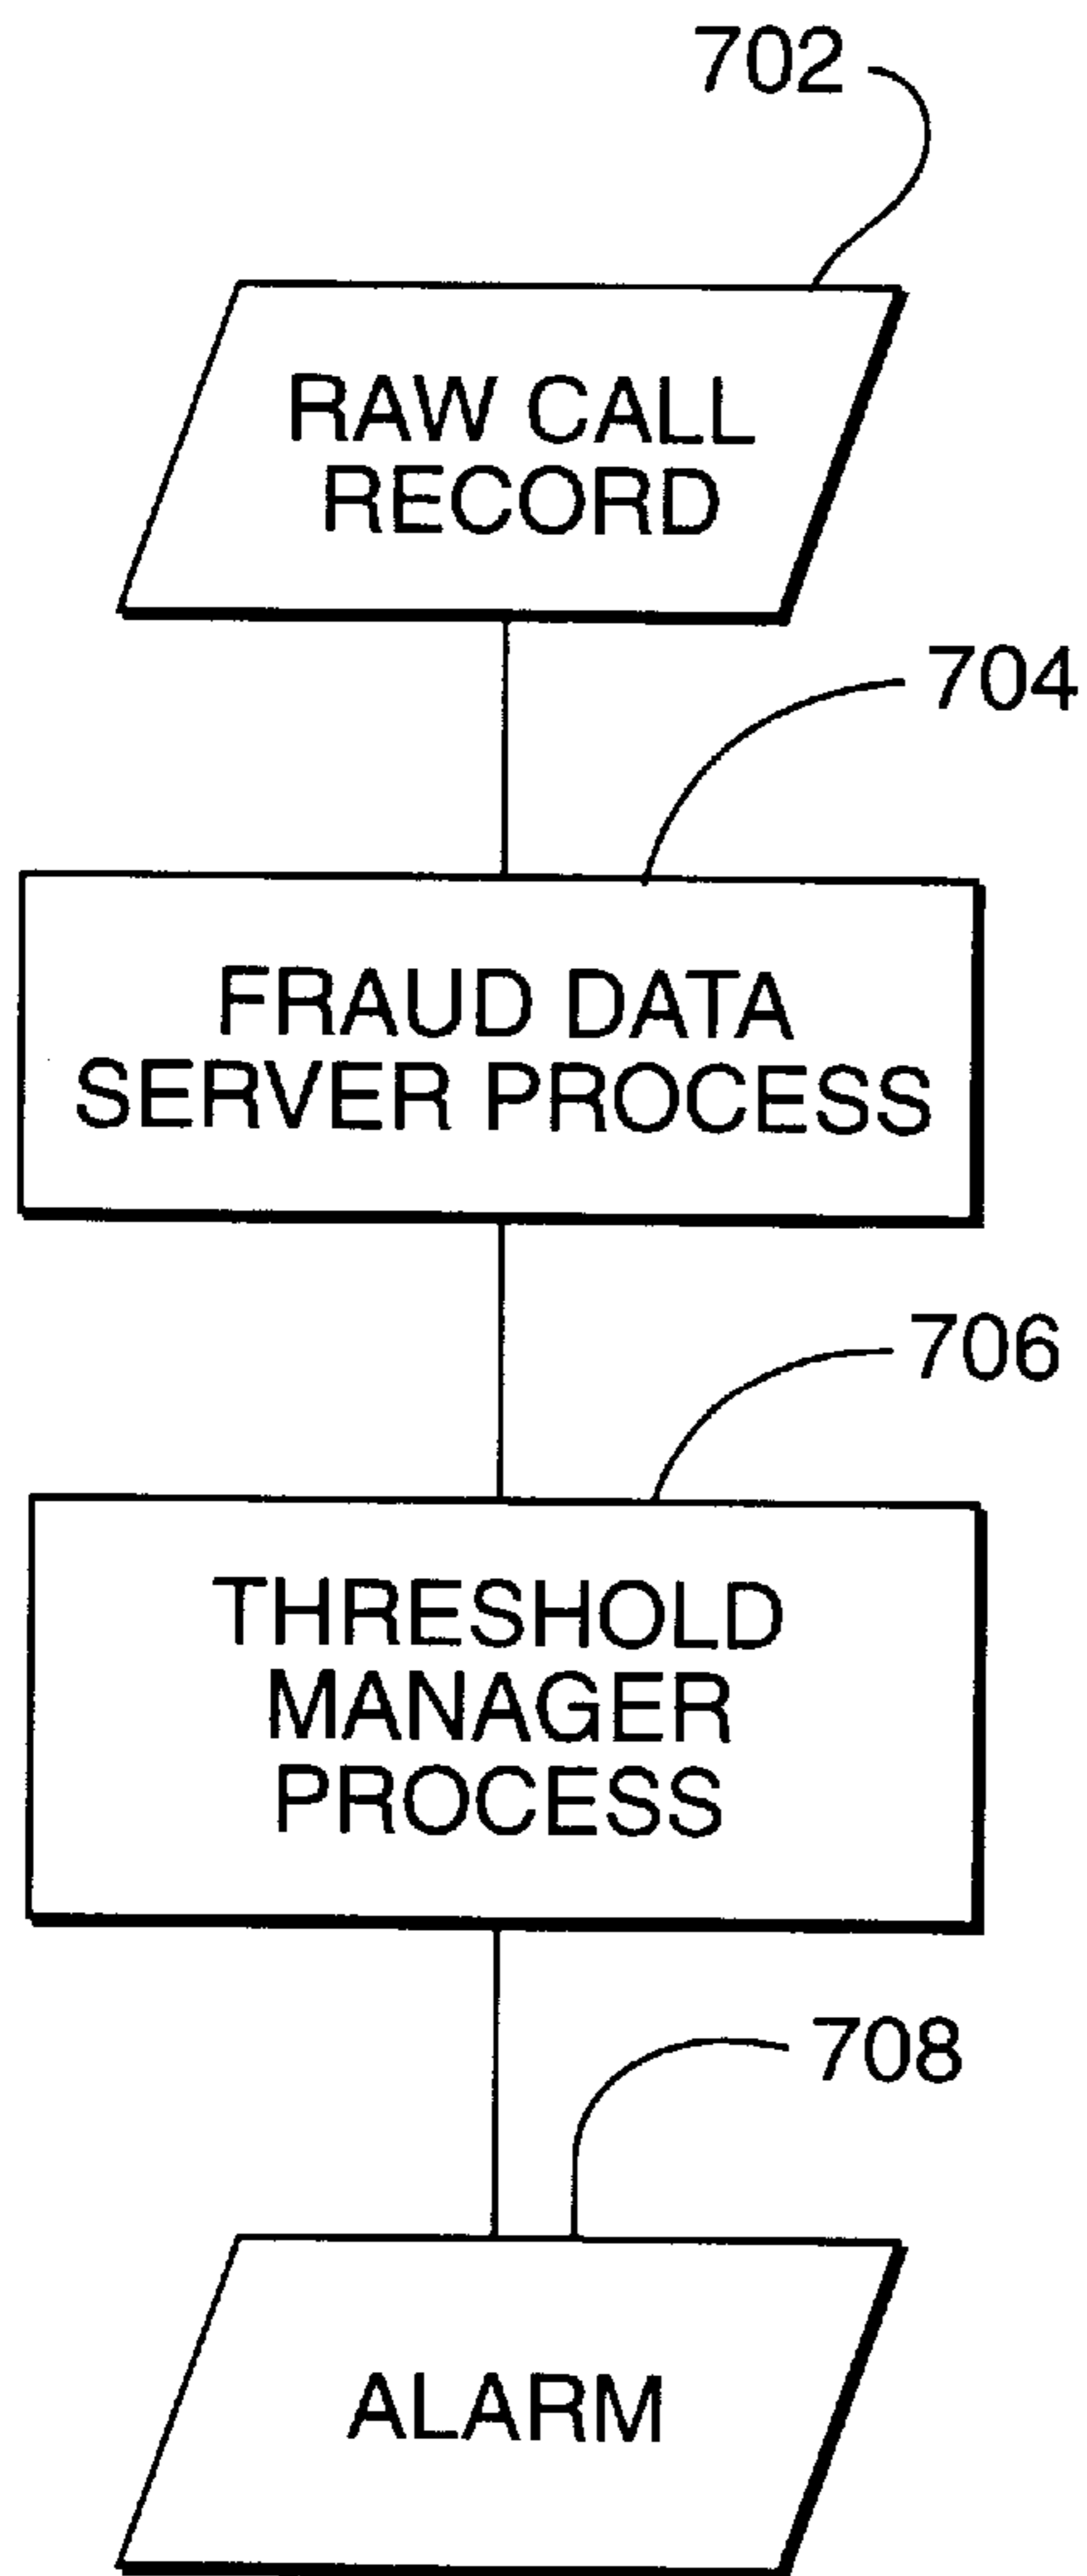 702
RAW CALL
RECORD
704
FRAUD DATA
SERVER PROCESS
706
THRESHOLD
MANAGER
PROCESS
708
ALARM